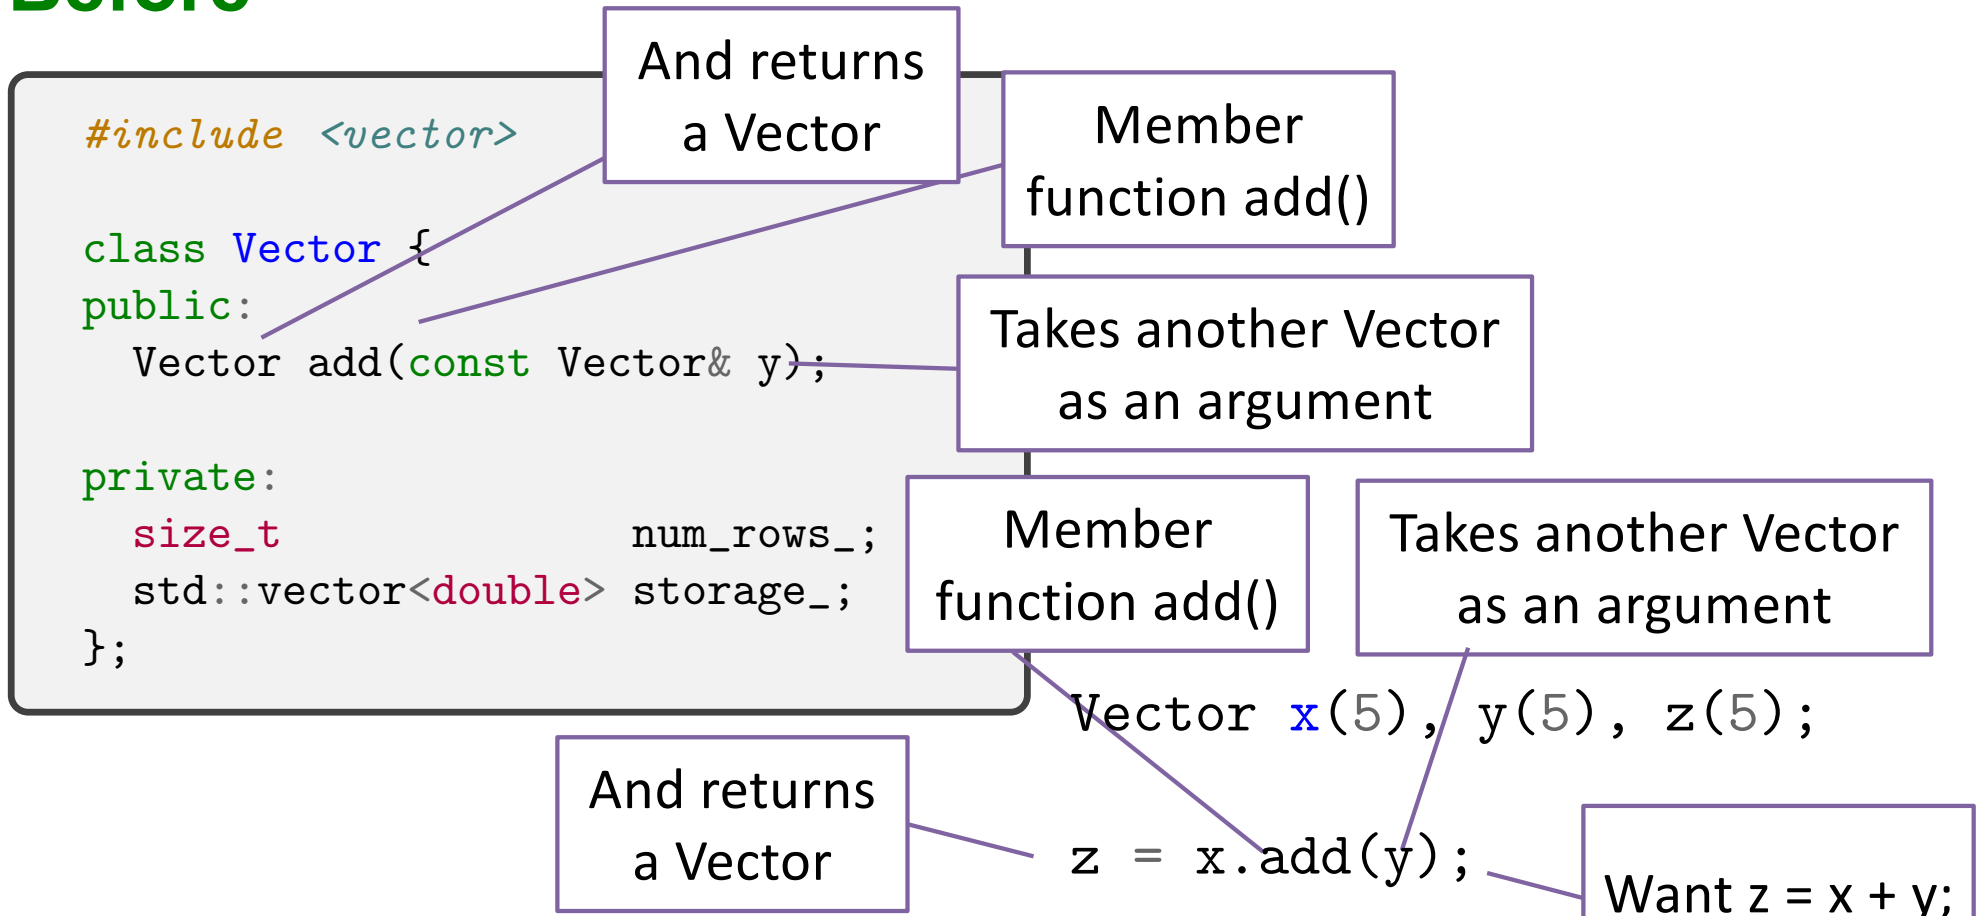 Before
And returns
a Vector
Member
function add()
#include <vector>
class Vector {
public:
Vector add(const Vector& y);
Takes another Vector
as an argument
private:
size_t num_rows_;
std::vector<double> storage_;
};
Member
function add()
Takes another Vector
as an argument
Vector x(5), y(5), z(5);
And returns
a Vector
z = x.add(y);
Want z = x + y;